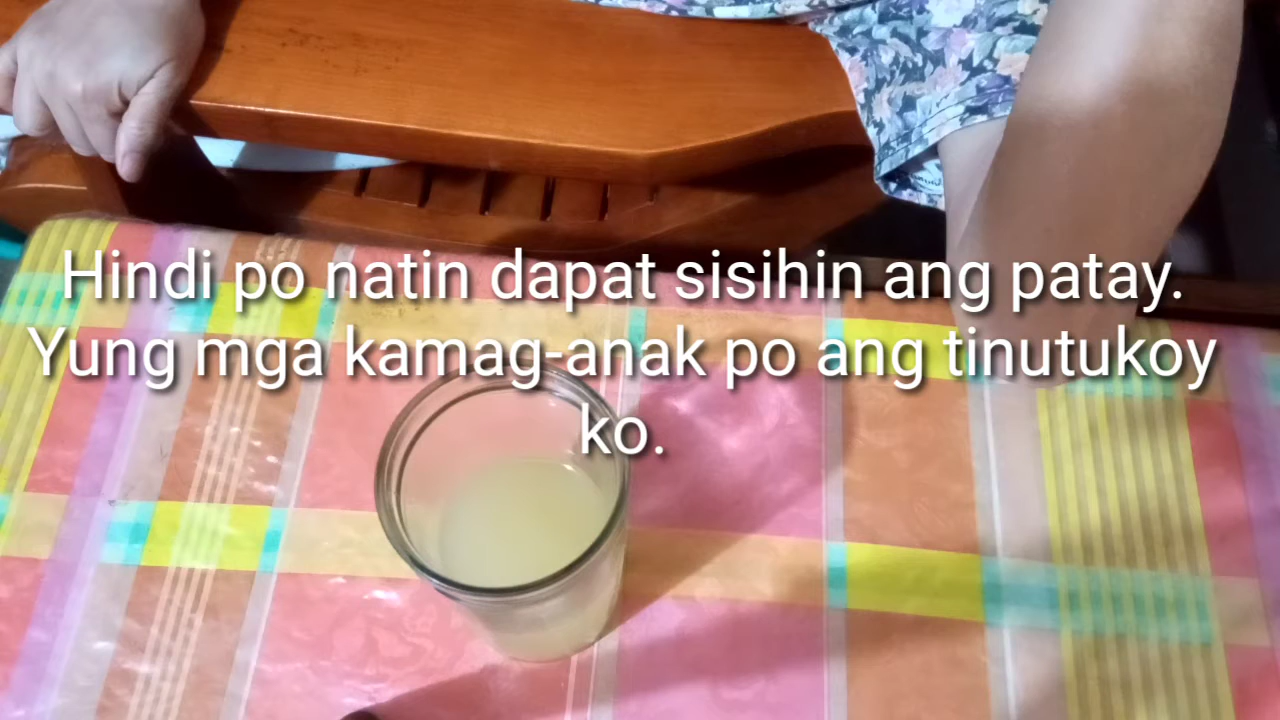 Hindi po natin dapat sisihin ang patay.
Yung mga kamag-anak po ang tinutukoy
ko.